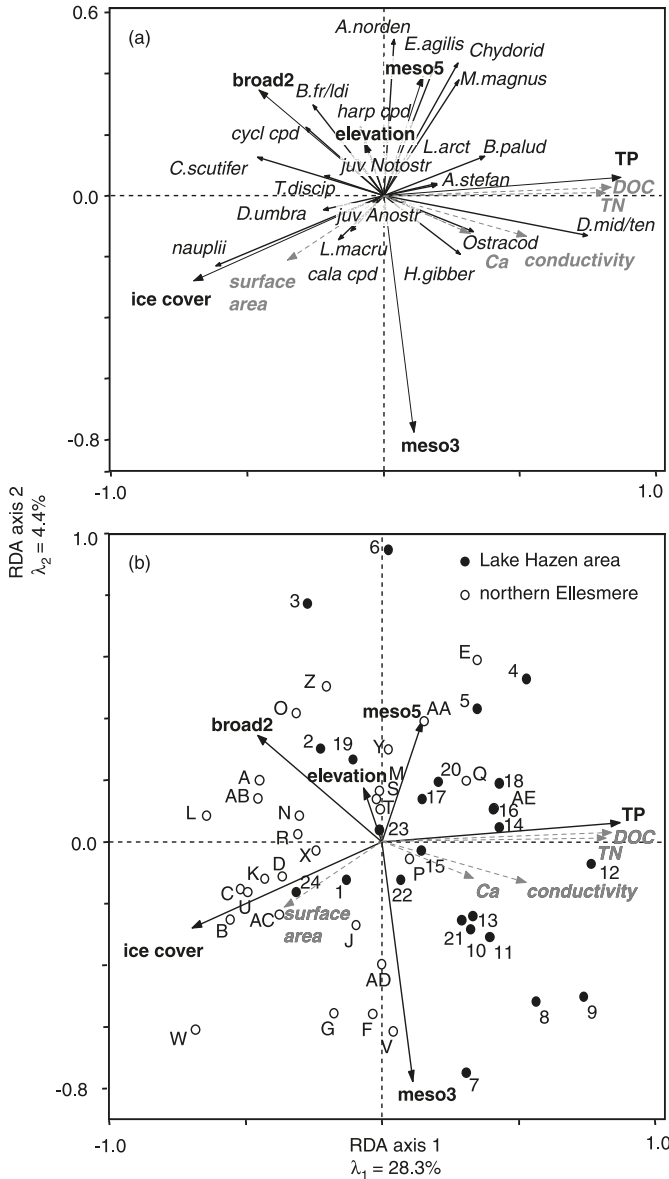 0.6
(a)
A.norden
E.agilis
Chydorid
meso5
M.magnus
broad2
B.fr/ldi
harp cpd
cycl cpd
elevation
L.arct
B.palud
C.scutifer
juv Notostr
TP
T.discip
A.stefan
DOC
0.0
TN
D.umbra
juv Anostr
D.mid/ten
nauplii
L.macru
Ostracod
surface
area
cala cpd
H.gibber
Ca
conductivity
ice cover
-0.8
meso3
-1.0
1.0
RDA axis 2
λ2 = 4.4%
1.0
(b)
6
Lake Hazen area
northern Ellesmere
3
E
4
Z
O
meso5
AA
5
broad2
2
19
Y
elevation
M
20
Q
A
S
18
AB
T
17
AE
16
L
N
14
TP
R
23
DOC
0.0
TN
X
15
P
12
K
D
Ca
conductivity
C
24
1
22
U
surface
area
B
AC
13
ice cover
J
21
10
11
AD
W
G
F
V
8
9
meso3
7
-0.8
-1.0
RDA axis 1
1.0
λ1 = 28.3%